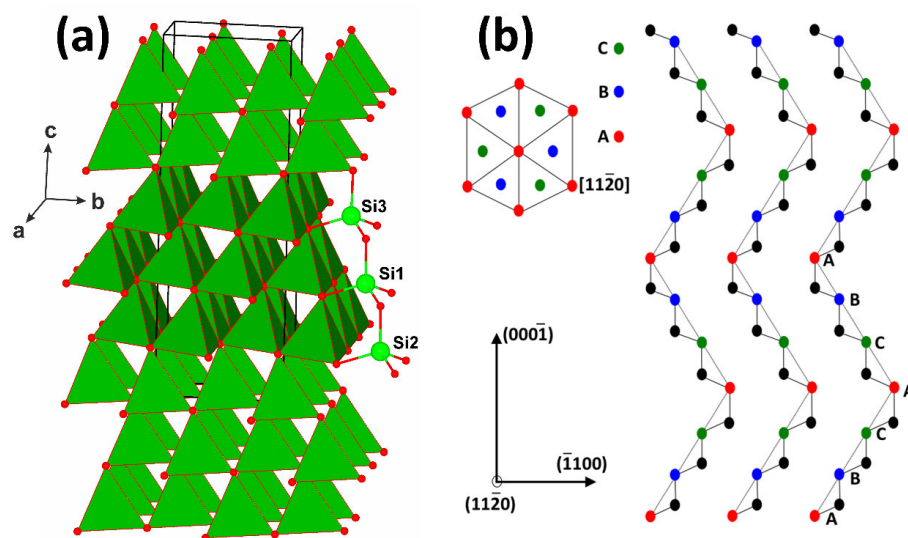 (a)
c
b
a
Si3
Si1
Si2
(b)
C
B
A
[112̄0]
(0001̄)
(1̄100)
(112̄0)
A
B
C
A
C
B
A